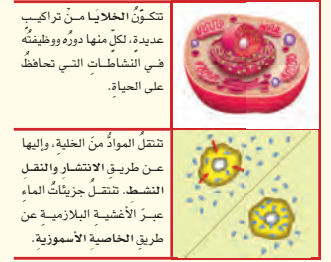 تتكوّنُ الخلايَا منْ تراكيبِ
عديدةٍ، لكلٍّ منها دورُه ووظيفتُه
في النشاطاتِ التي تحافظُ
على الحياةِ.
تنتقلُ الموادُّ منَ الخليةِ، وإليها
عن طريقِ الانتشارِ والنقلِ
النشطِ. تنتقلُ جزيئاتُ الماءِ
عبرَ الأغشيةِ البلازميةِ عن
طريقِ الخاصيةِ الأسموزيةِ.